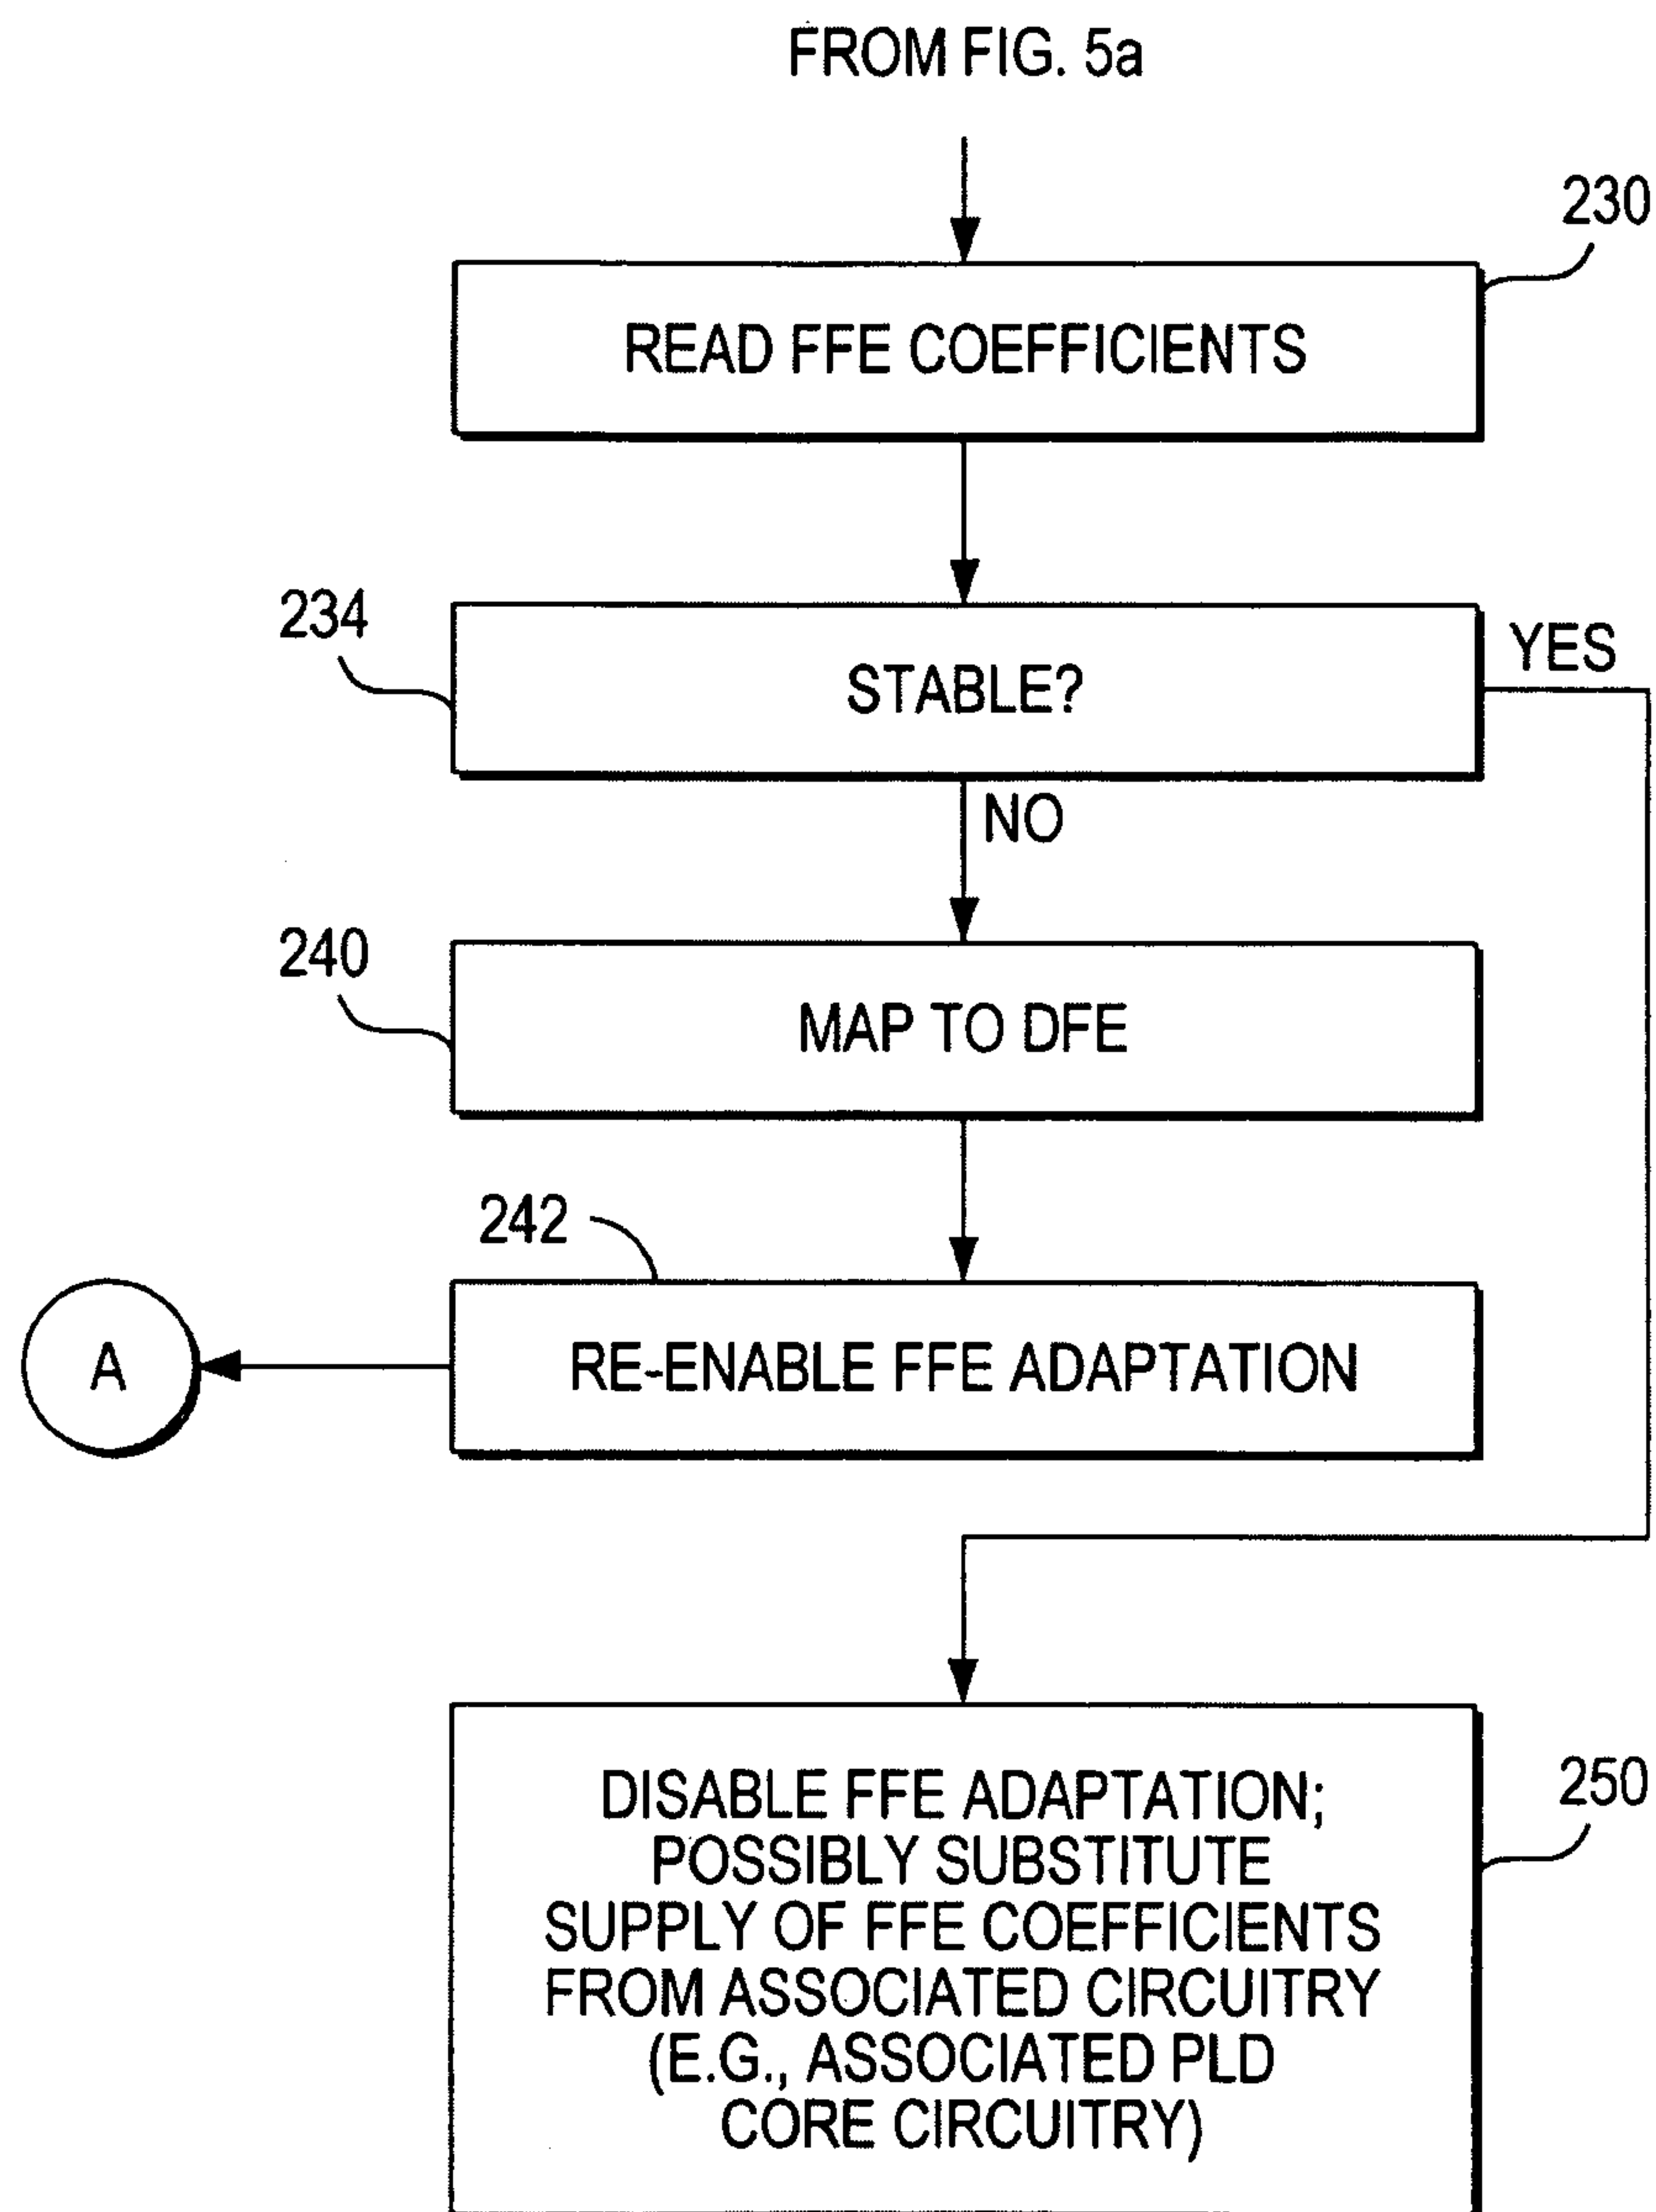 FROM FIG. 5a
230
READ FFE COEFFICIENTS
234
STABLE?
YES
NO
240
MAP TO DFE
242
A
RE-ENABLE FFE ADAPTATION
DISABLE FFE ADAPTATION;
POSSIBLY SUBSTITUTE
SUPPLY OF FFE COEFFICIENTS
FROM ASSOCIATED CIRCUITRY
(E.G., ASSOCIATED PLD
CORE CIRCUITRY)
250